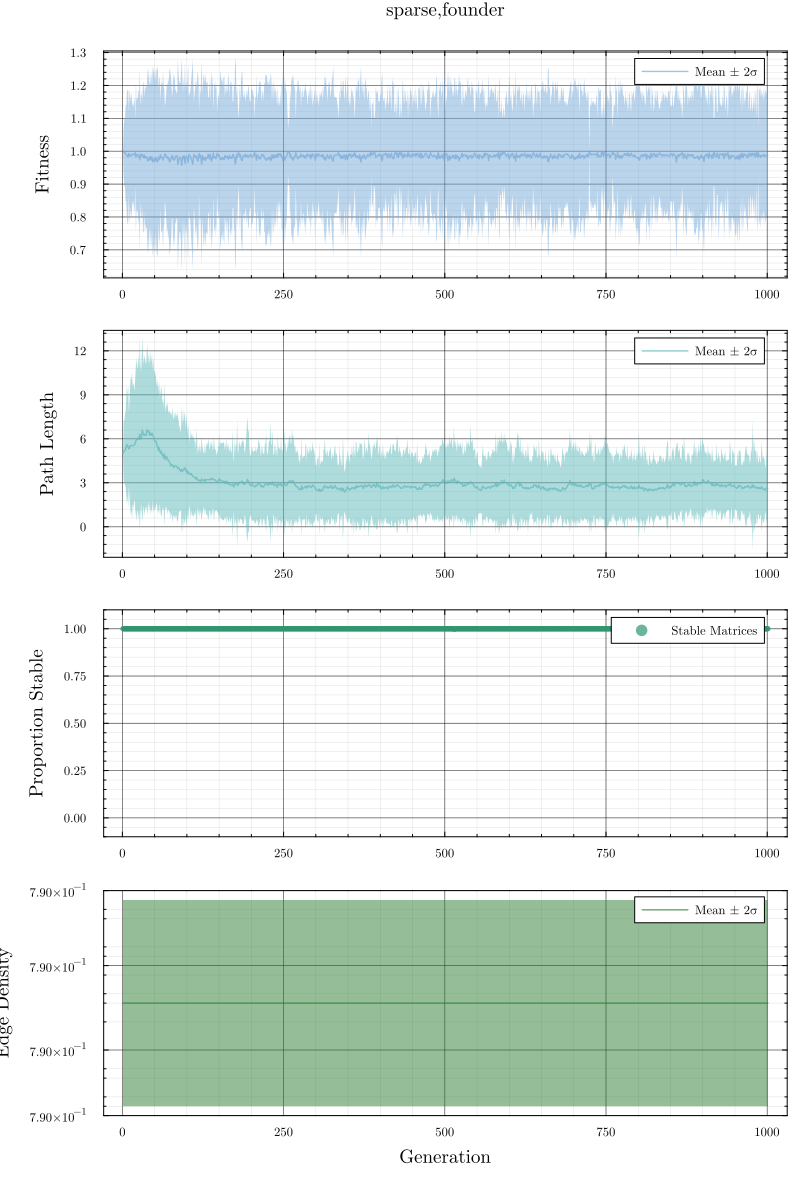 sparse,founder
1.3
1.2
1.1
1.0
0.9
0.8
0.7
Fitness
Mean ± 2σ
0 250 500 750 1000
12
9
6
3
0
Path Length
Mean ± 2σ
0 250 500 750 1000
1.00
0.75
0.50
0.25
0.00
Proportion Stable
Stable Matrices
0 250 500 750 1000
7.90×10⁻¹
7.90×10⁻¹
7.90×10⁻¹
7.90×10⁻¹
Edge Density
Mean ± 2σ
0 250 500 750 1000
Generation